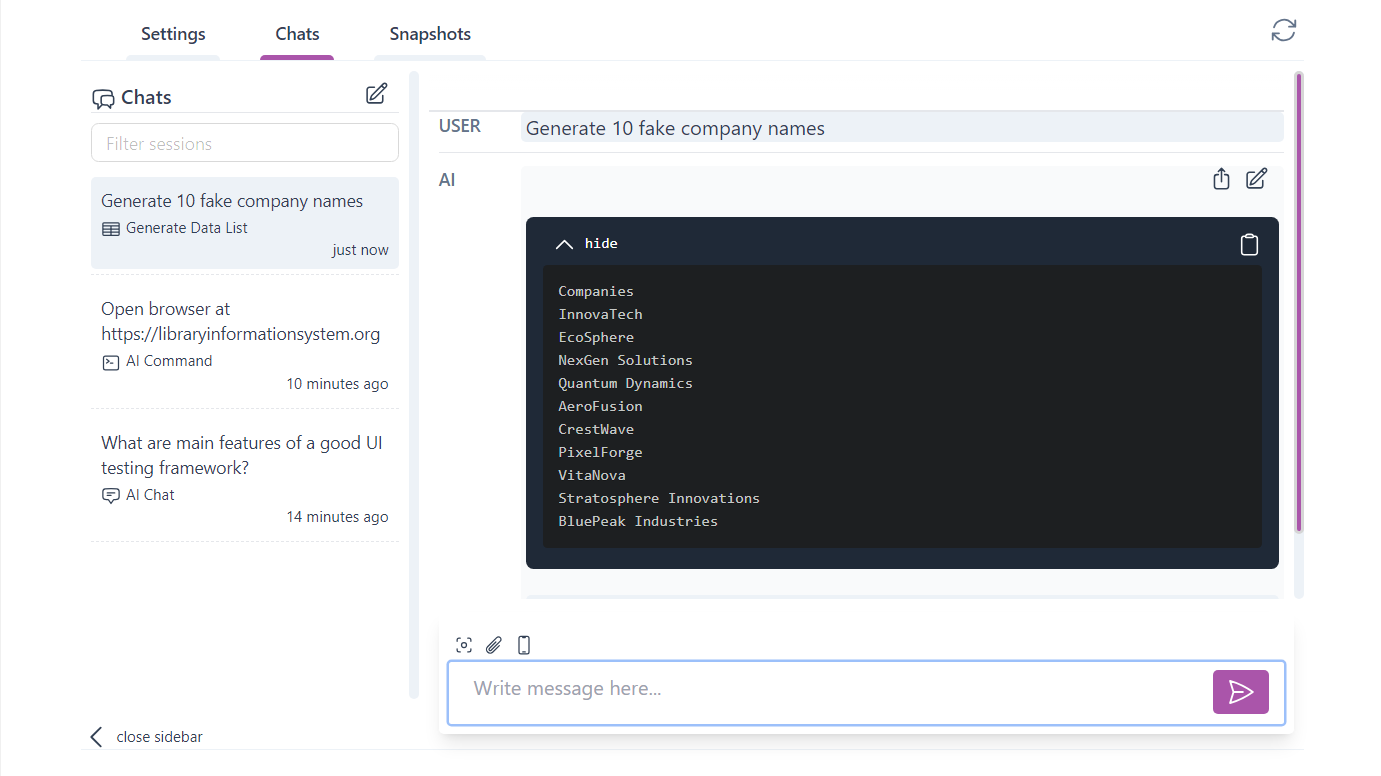 Settings
Chats
Snapshots
Chats
Filter sessions
Generate 10 fake company names
Generate Data List
just now
Open browser at
https://libraryinformationsystem.org
AI Command
10 minutes ago
What are main features of a good UI
testing framework?
AI Chat
14 minutes ago
close sidebar
USER
Generate 10 fake company names
AI
hide
Companies
InnovaTech
EcoSphere
NexGen Solutions
Quantum Dynamics
AeroFusion
CrestWave
PixelForge
VitaNova
Stratosphere Innovations
BluePeak Industries
Write message here...